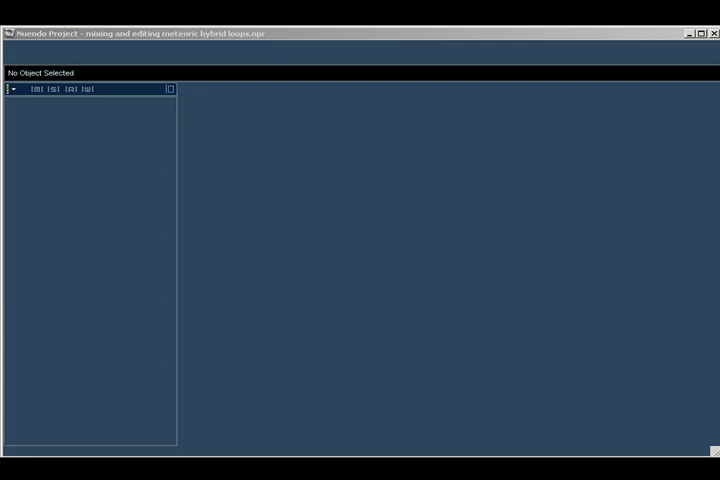 Nuendo Project - mixing and editing meteoric hybrid loops.npr
No Object Selected
M S R W